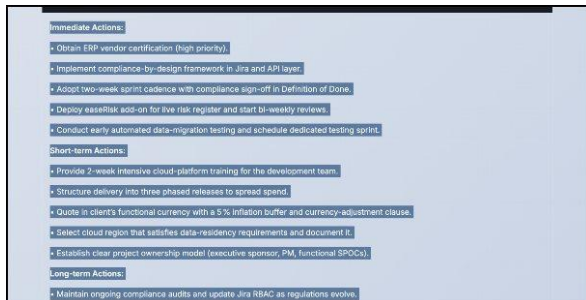 Immediate Actions:
• Obtain ERP vendor certification (high priority).
• Implement compliance-by-design framework in Jira and API layer.
• Adopt two-week sprint cadence with compliance sign-off in Definition of Done.
• Deploy easeRisk add-on for live risk register and start bi-weekly reviews.
• Conduct early automated data-migration testing and schedule dedicated testing sprint.
Short-term Actions:
• Provide 2-week intensive cloud-platform training for the development team.
• Structure delivery into three phased releases to spread spend.
• Quote in client's functional currency with a 5% inflation buffer and currency-adjustment clause.
• Select cloud region that satisfies data-residency requirements and document it.
• Establish clear project ownership model (executive sponsor, PM, functional SPOCs).
Long-term Actions:
• Maintain ongoing compliance audits and update Jira RBAC as regulations evolve.